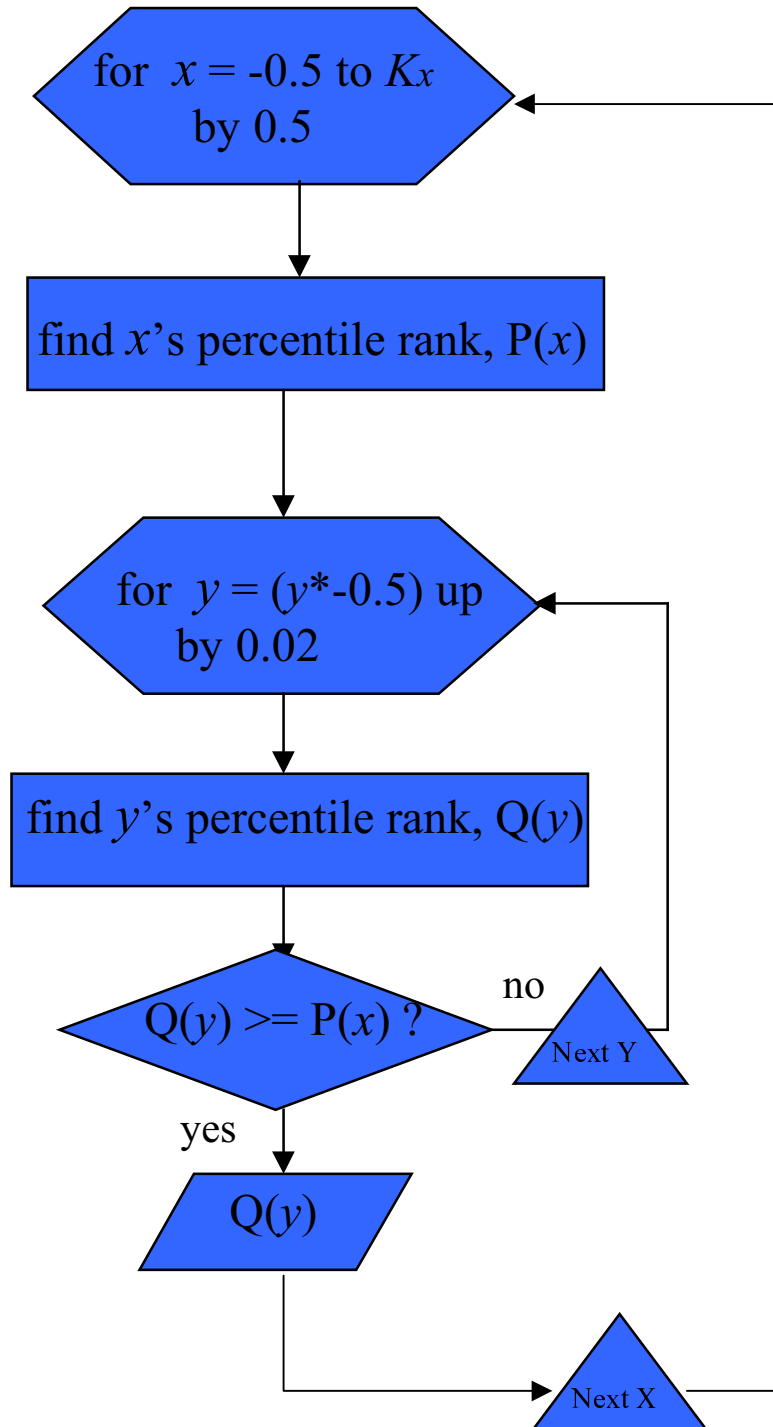 for x = -0.5 to Kx
by 0.5
find x’s percentile rank, P(x)
for y = (y*-0.5) up
by 0.02
find y’s percentile rank, Q(y)
Q(y) >= P(x) ?
no
Next Y
yes
Q(y)
Next X